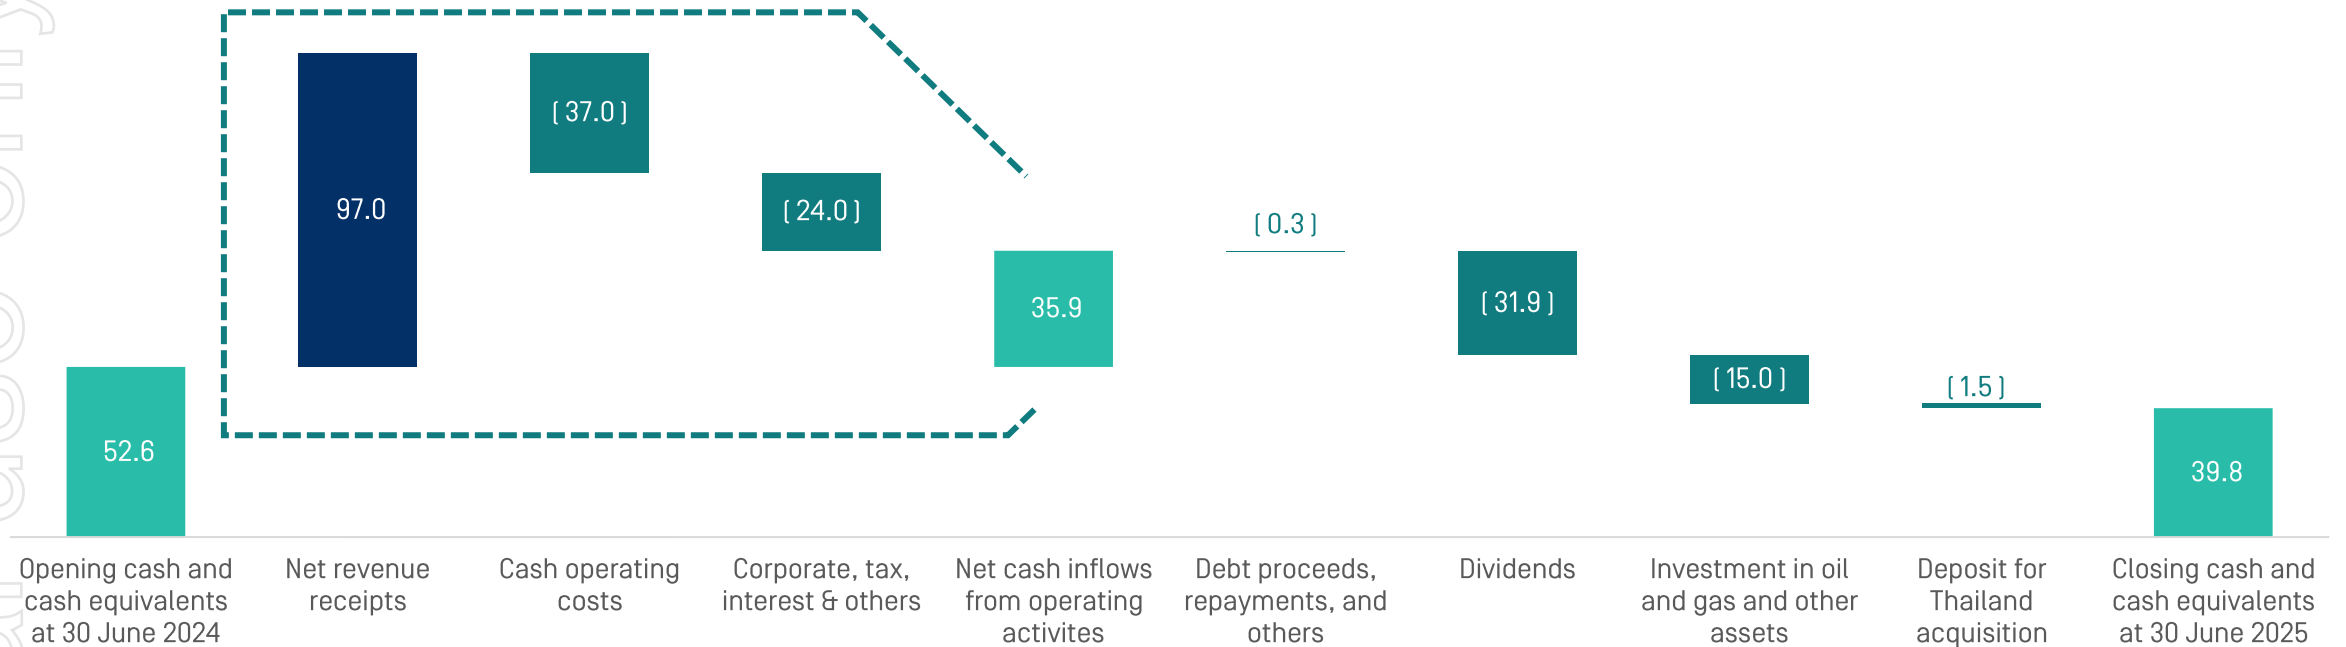 97.0
( 37.0 )
( 24.0 )
35.9
( 0.3 )
( 31.9 )
( 15.0 )
( 1.5 )
52.6
39.8
Opening cash and
cash equivalents
at 30 June 2024
Net revenue
receipts
Cash operating
costs
Corporate, tax,
interest & others
Net cash inflows
from operating
activites
Debt proceeds,
repayments, and
others
Dividends
Investment in oil
and gas and other
assets
Deposit for
Thailand
acquisition
Closing cash and
cash equivalents
at 30 June 2025